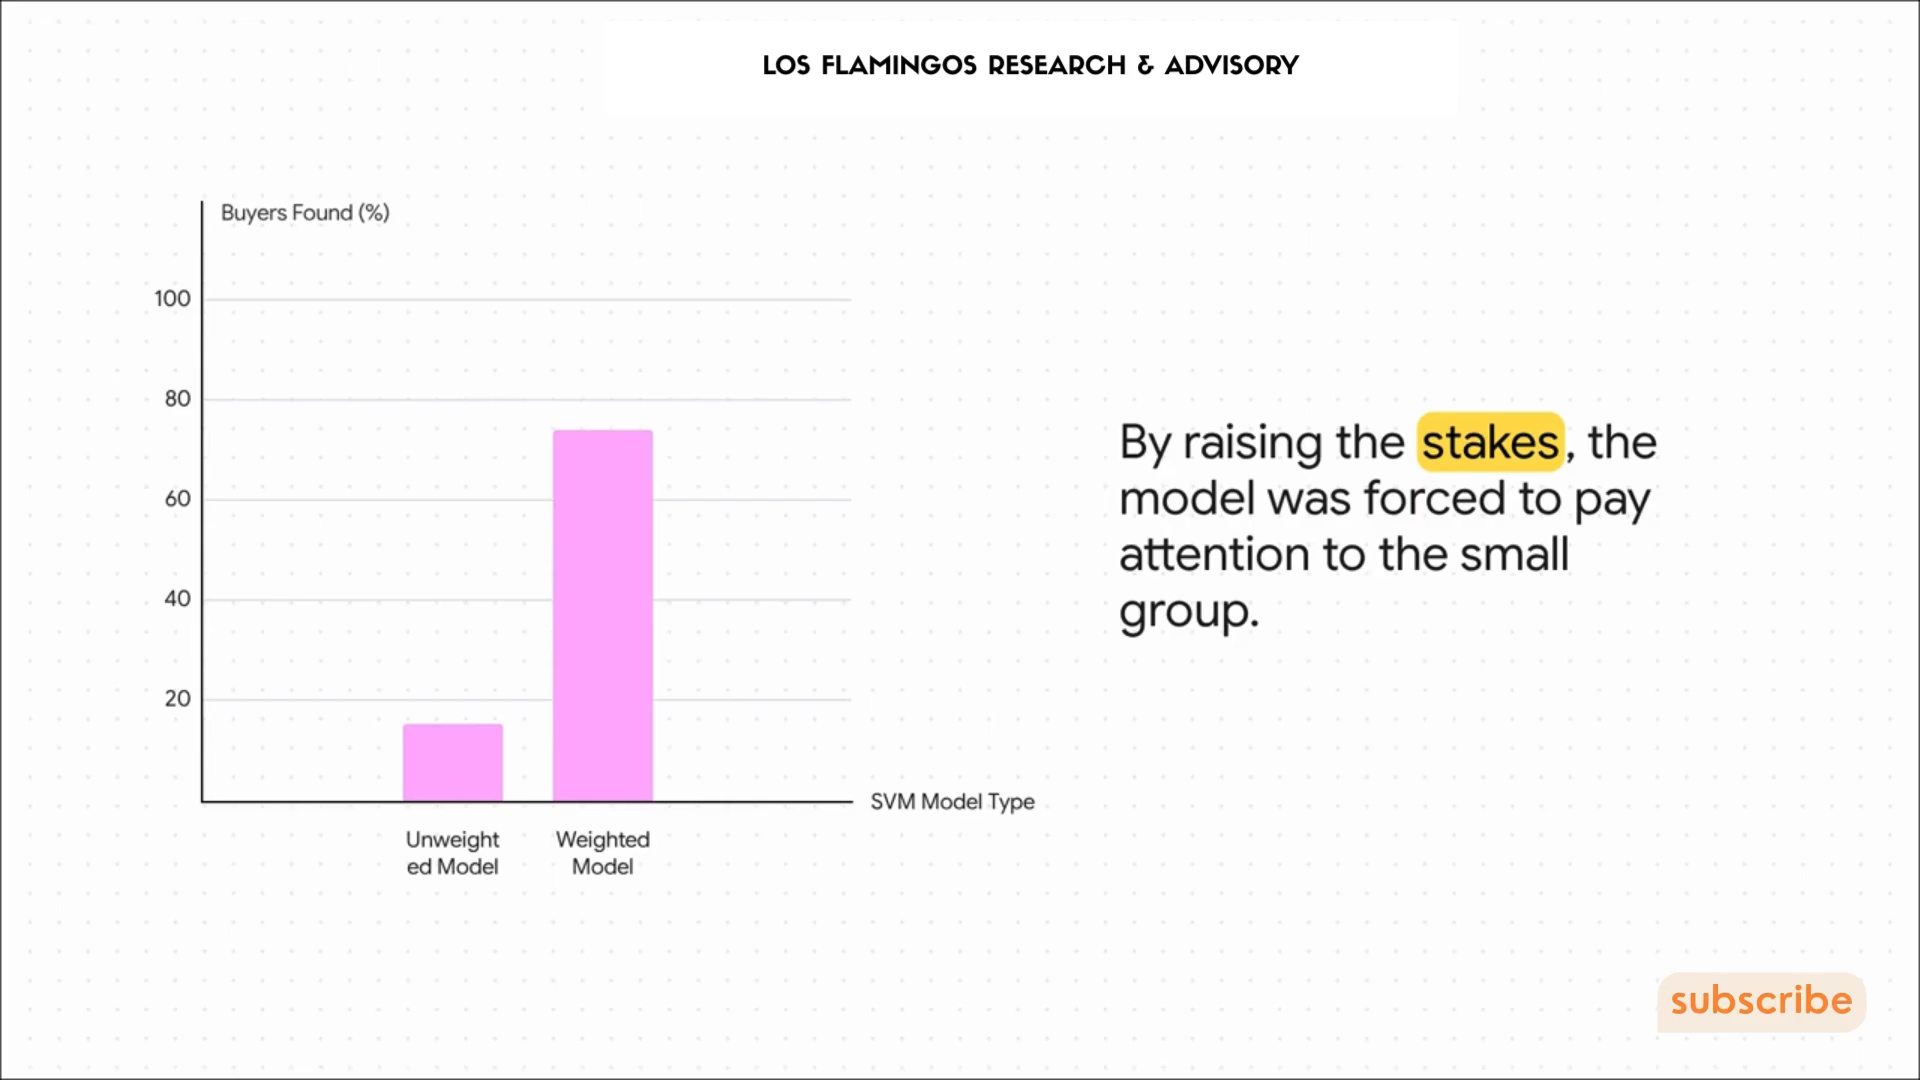 LOS FLAMINGOS RESEARCH & ADVISORY
Buyers Found (%)
100
80
60
40
20
SVM Model Type
Unweight
ed Model
Weighted
Model
By raising the stakes, the
model was forced to pay
attention to the small
group.
subscribe